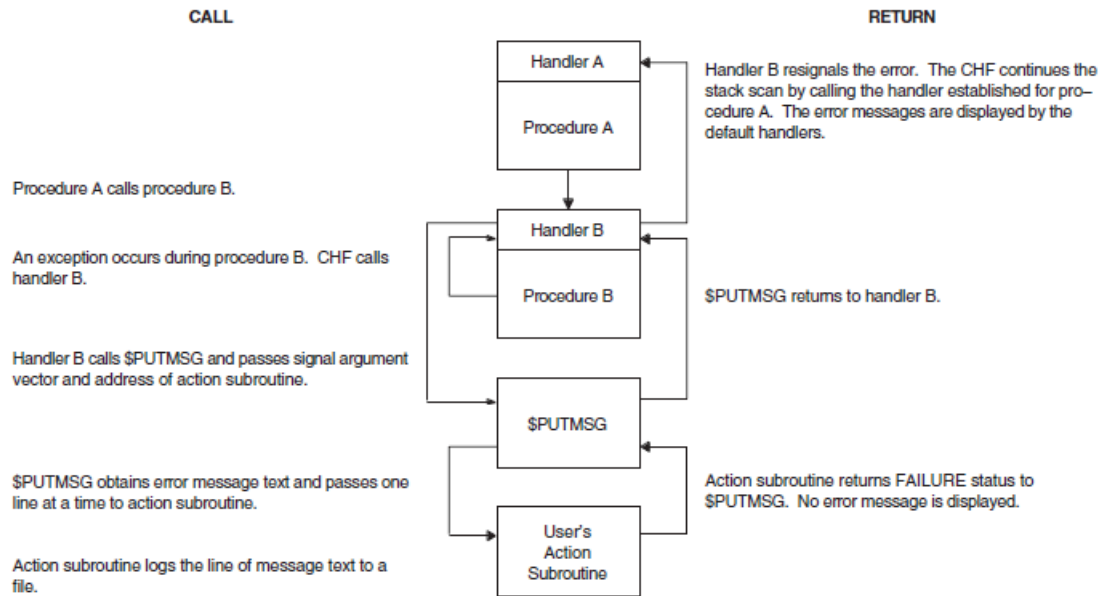 CALL
RETURN
Handler A
Procedure A
Handler B resignals the error. The CHF continues the
stack scan by calling the handler established for pro–
cedure A. The error messages are displayed by the
default handlers.
Procedure A calls procedure B.
An exception occurs during procedure B. CHF calls
handler B.
Handler B
Procedure B
$PUTMSG returns to handler B.
Handler B calls $PUTMSG and passes signal argument
vector and address of action subroutine.
$PUTMSG
$PUTMSG obtains error message text and passes one
line at a time to action subroutine.
Action subroutine returns FAILURE status to
$PUTMSG. No error message is displayed.
User's
Action
Subroutine
Action subroutine logs the line of message text to a
file.